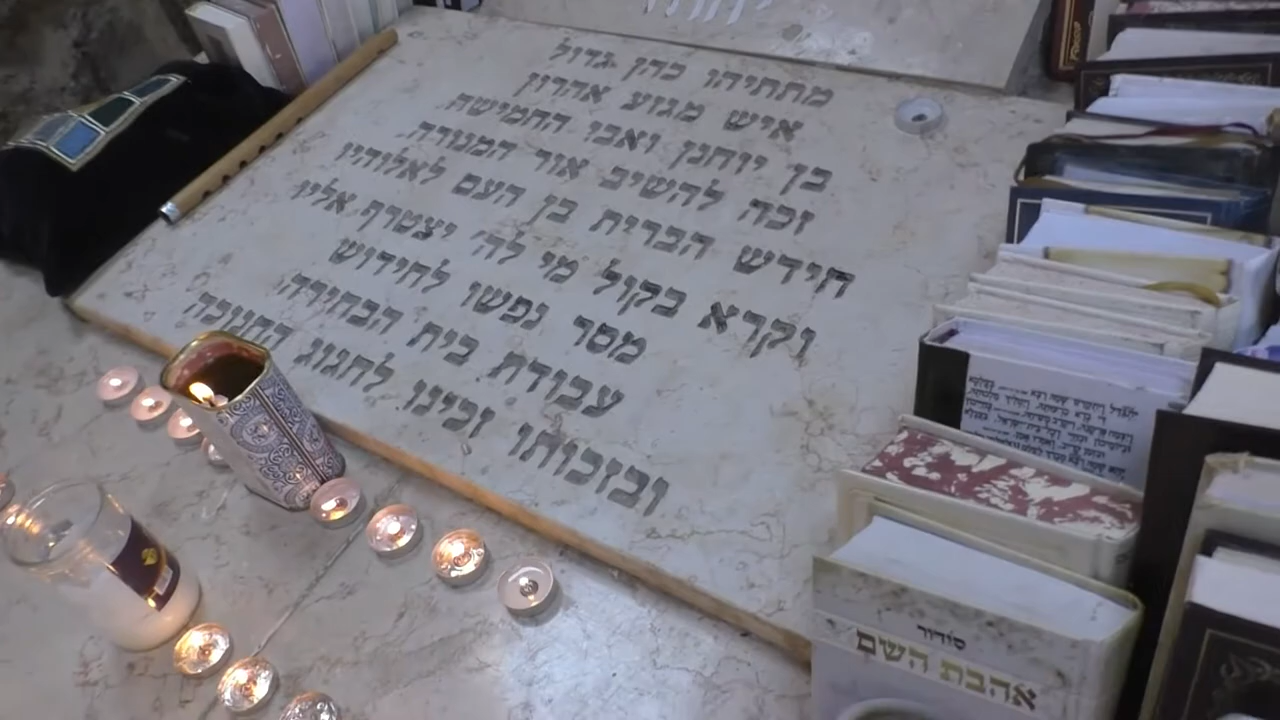 מתתיהו כהן גדול
איש מגזע אהרון
בן יוחנן ואבי החמישה
זכה להשיב אור המנורה
חידש הברית בן העם לאלוהיו
וקרא בקול מי לה' יצטרף אליו
מסר נפשו לחידוש
עבודת בית הבחירה
ובזכותו זכינו לחגוג החנוכה
סידור
אהבת השם